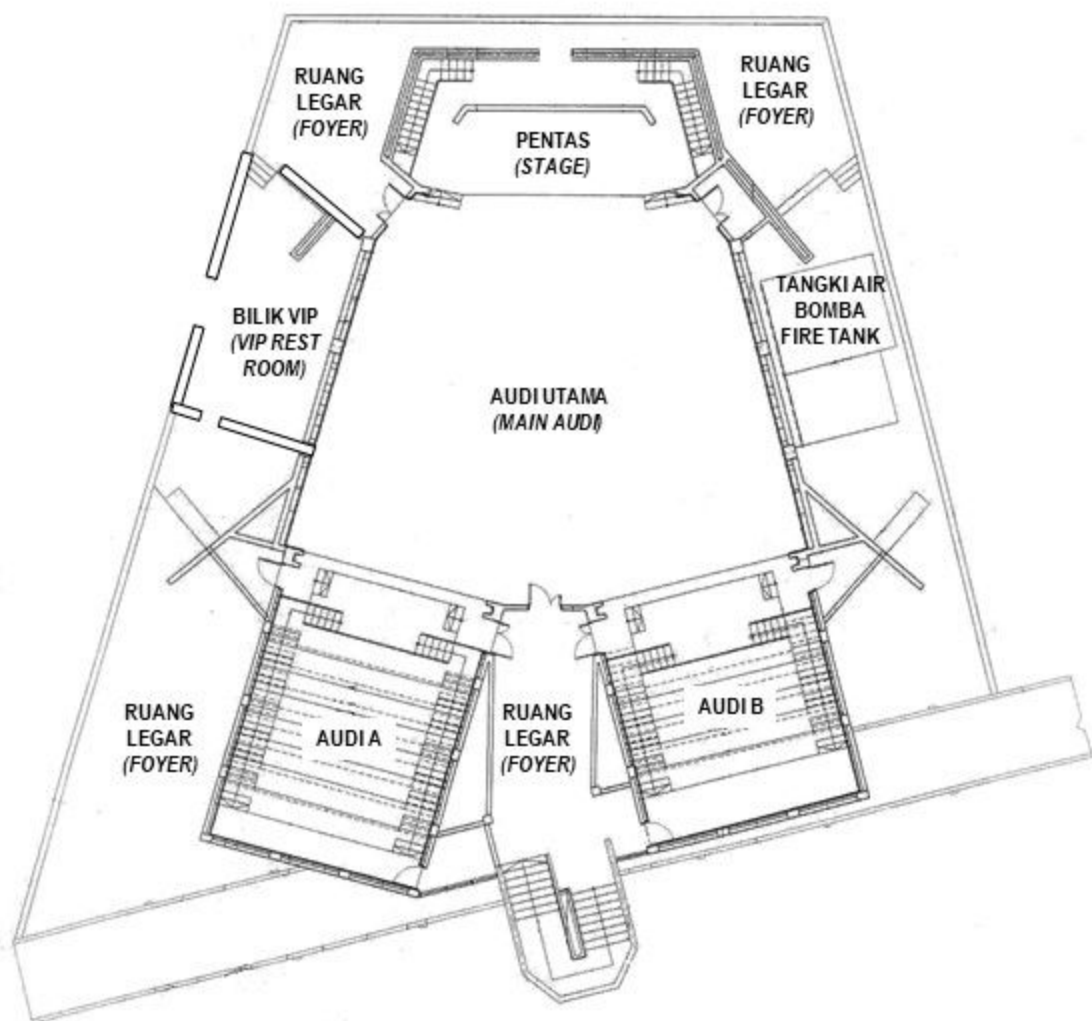 RUANG
LEGAR
(FOYER)
RUANG
LEGAR
(FOYER)
PENTAS
(STAGE)
TANGKI AIR
BOMBA
FIRE TANK
BILIK VIP
(VIP REST
ROOM)
AUDI UTAMA
(MAIN AUDI)
RUANG
LEGAR
(FOYER)
AUDI A
RUANG
LEGAR
(FOYER)
AUDI B